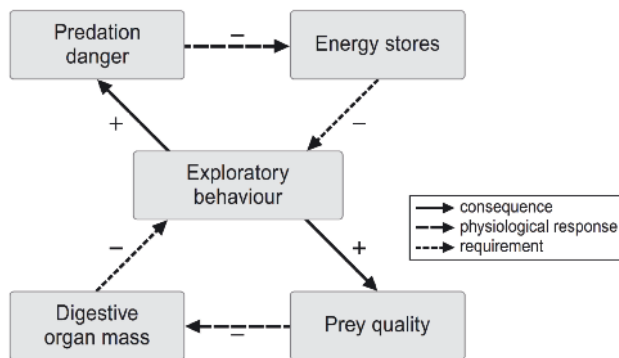 Predation
danger
–
Energy stores
+
–
Exploratory
behaviour
–
+
Digestive
organ mass
–
Prey quality
consequence
physiological response
requirement